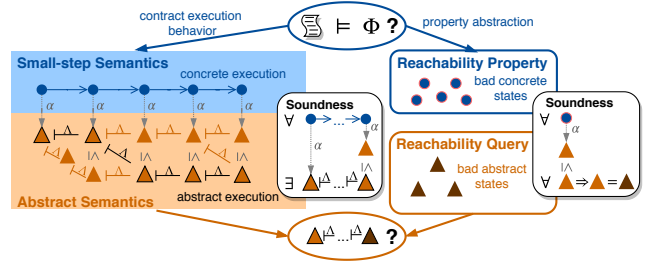 contract execution
behavior
⊨ Φ ?
property abstraction
Small-step Semantics
concrete execution
α α α α α
Δ Δ Δ Δ
Abstract Semantics
abstract execution
Soundness
∀
...
α
≤
∃
Δ ... Δ
Reachability Property
bad concrete
states
Reachability Query
bad abstract
states
Soundness
∀
α
≤
∀ ⇒ =
Δ ... Δ ?